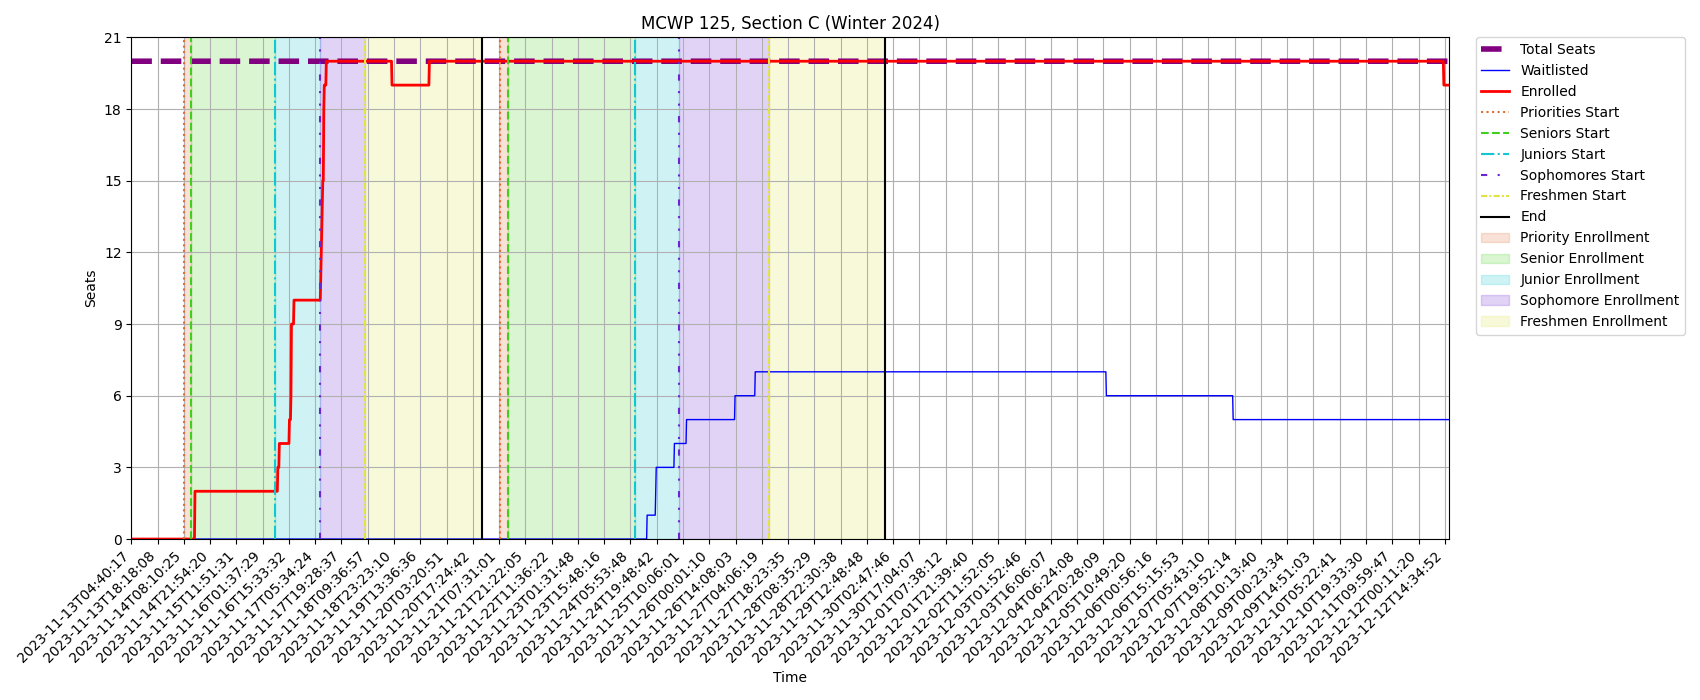 MCWP 125, Section C (Winter 2024)
Seats
21
18
15
12
9
6
3
0
2023-11-13T04:40:17
2023-11-13T18:18:08
2023-11-14T08:10:25
2023-11-14T21:54:20
2023-11-15T11:51:31
2023-11-16T01:37:29
2023-11-16T15:33:32
2023-11-17T05:34:24
2023-11-17T19:28:37
2023-11-18T09:36:57
2023-11-18T23:23:10
2023-11-19T13:36:36
2023-11-20T03:20:51
2023-11-20T17:24:42
2023-11-21T07:31:01
2023-11-21T21:22:05
2023-11-22T11:36:22
2023-11-23T01:31:48
2023-11-23T15:48:16
2023-11-24T05:53:48
2023-11-24T19:48:42
2023-11-25T10:06:01
2023-11-26T00:01:10
2023-11-26T14:08:03
2023-11-27T04:06:19
2023-11-27T18:23:35
2023-11-28T08:35:29
2023-11-28T22:30:38
2023-11-29T12:48:48
2023-11-30T02:47:46
2023-11-30T17:04:07
2023-12-01T07:38:12
2023-12-01T21:39:40
2023-12-02T11:52:05
2023-12-03T01:52:46
2023-12-03T16:06:07
2023-12-04T06:24:08
2023-12-04T20:28:09
2023-12-05T10:49:20
2023-12-06T00:56:16
2023-12-06T15:15:53
2023-12-07T05:43:10
2023-12-07T19:52:14
2023-12-08T10:13:40
2023-12-09T00:23:34
2023-12-09T14:51:03
2023-12-10T05:22:41
2023-12-10T19:33:30
2023-12-11T09:59:47
2023-12-12T00:11:20
2023-12-12T14:34:52
Time
Total Seats
Waitlisted
Enrolled
Priorities Start
Seniors Start
Juniors Start
Sophomores Start
Freshmen Start
End
Priority Enrollment
Senior Enrollment
Junior Enrollment
Sophomore Enrollment
Freshmen Enrollment